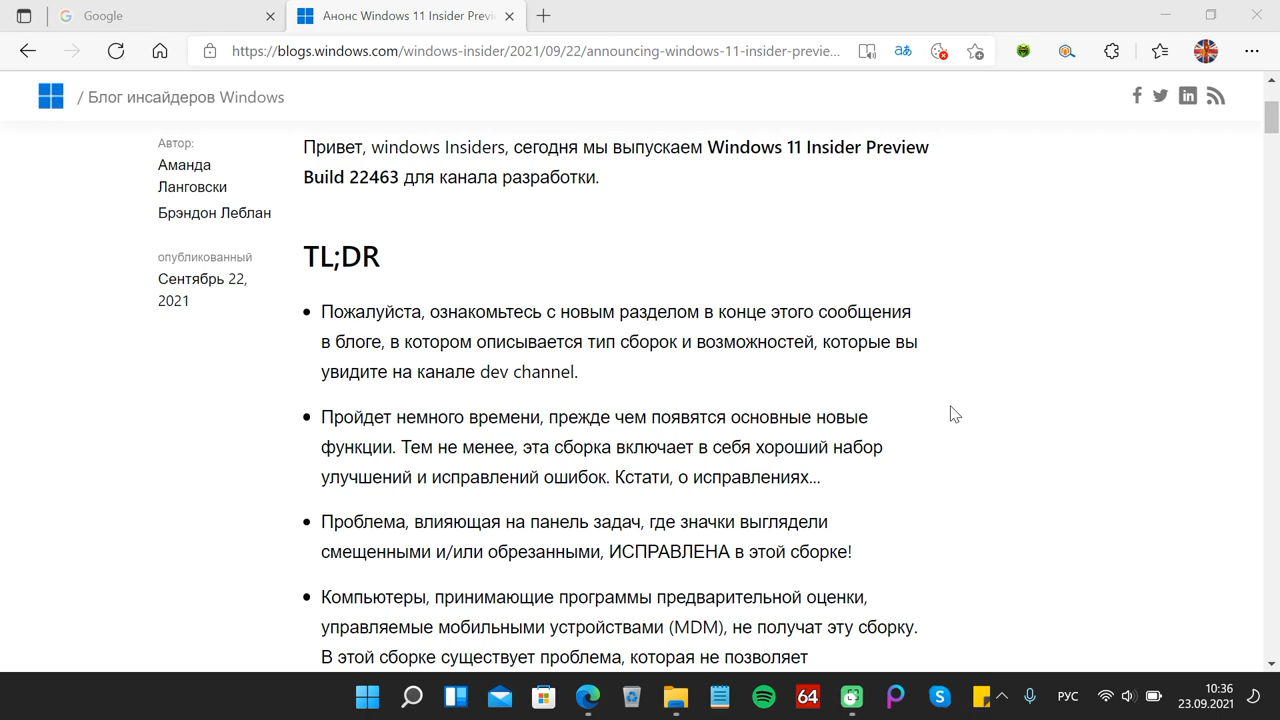 Google
Анонс Windows 11 Insider Previ
https://blogs.windows.com/windows-insider/2021/09/22/announcing-windows-11-insider-previe...
/ Блог инсайдеров Windows
Автор:
Аманда
Ланговски
Брэндон Леблан
опубликованный
Сентябрь 22,
2021
Привет, windows Insiders, сегодня мы выпускаем Windows 11 Insider Preview
Build 22463 для канала разработки.
TL;DR
Пожалуйста, ознакомьтесь с новым разделом в конце этого сообщения
в блоге, в котором описывается тип сборок и возможностей, которые вы
увидите на канале dev channel.
Пройдет немного времени, прежде чем появятся основные новые
функции. Тем не менее, эта сборка включает в себя хороший набор
улучшений и исправлений ошибок. Кстати, о исправлениях...
Проблема, влияющая на панель задач, где значки выглядели
смещенными и/или обрезанными, ИСПРАВЛЕНА в этой сборке!
Компьютеры, принимающие программы предварительной оценки,
управляемые мобильными устройствами (MDM), не получат эту сборку.
В этой сборке существует проблема, которая не позволяет
64
РУС
10:36
23.09.2021